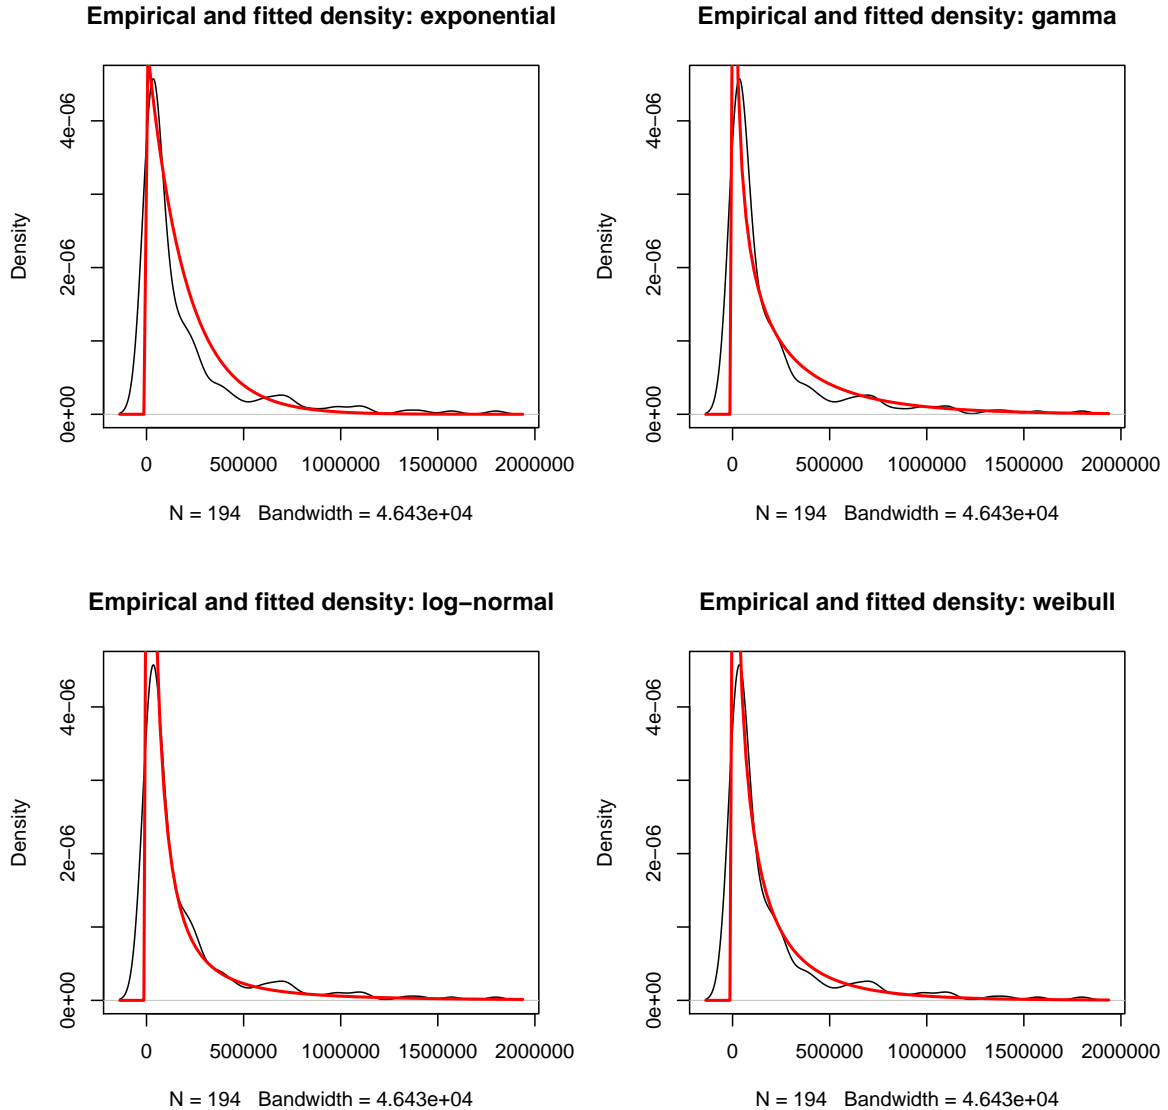 Empirical and fitted density: exponential
Density
0e+00 2e−06 4e−06
0 500000 1000000 1500000 2000000
N = 194 Bandwidth = 4.643e+04
Empirical and fitted density: gamma
Density
0e+00 2e−06 4e−06
0 500000 1000000 1500000 2000000
N = 194 Bandwidth = 4.643e+04
Empirical and fitted density: log−normal
Density
0e+00 2e−06 4e−06
0 500000 1000000 1500000 2000000
N = 194 Bandwidth = 4.643e+04
Empirical and fitted density: weibull
Density
0e+00 2e−06 4e−06
0 500000 1000000 1500000 2000000
N = 194 Bandwidth = 4.643e+04